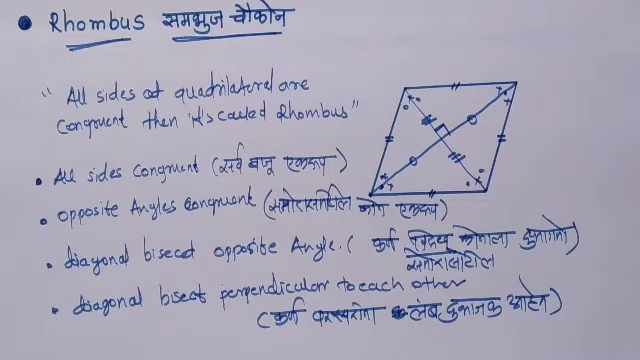 Rhombus समभुज चौकोन
" All sides of quadrilateral are
congruent then it's called Rhombus"
All sides congruent (सर्व बाजू एकरूप)
opposite Angles congruent (समोरासमोरील कोन एकरूप)
diagonal bisect opposite Angle. ( कर्ण कोनाला दुभागतो)
समोरासमोरील
diagonal bisect perpendicular to each other
(कर्ण परस्परांना लंब दुभाजक आहेत)